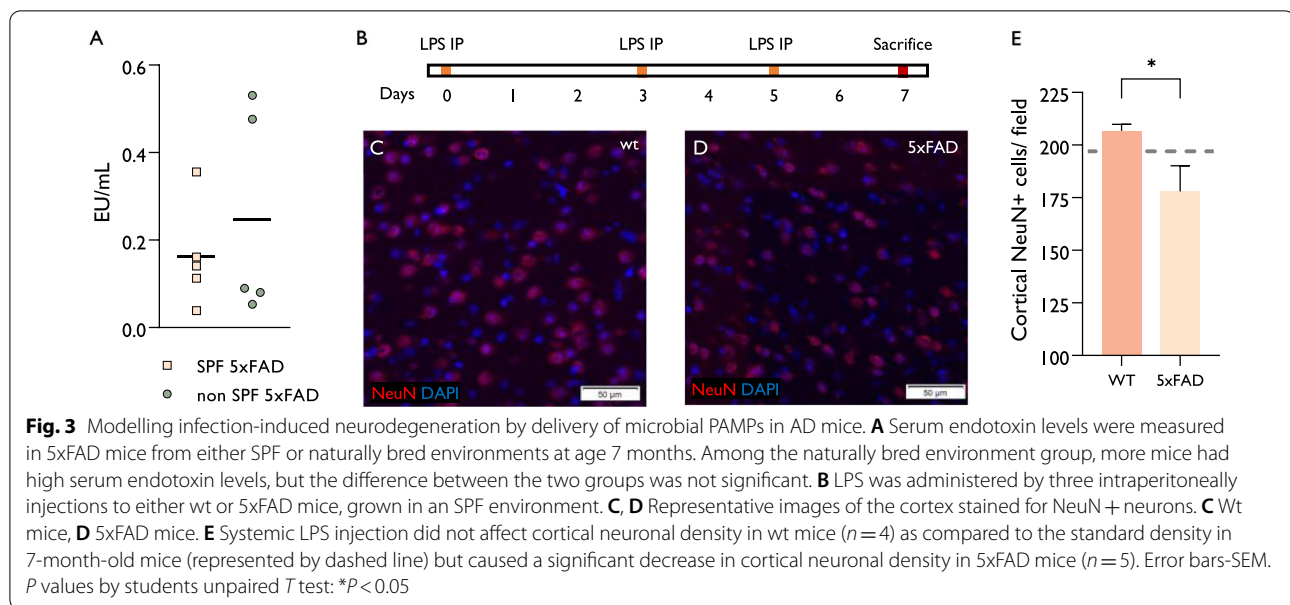 A
0.6
0.4
0.2
0.0
EU/mL
SPF 5xFAD
non SPF 5xFAD
B
LPS IP LPS IP LPS IP Sacrifice
Days 0 1 2 3 4 5 6 7
C wt
NeuN DAPI 50 µm
D 5xFAD
NeuN DAPI 50 µm
E
*
225
200
175
150
125
100
Cortical NeuN+ cells/ field
WT 5xFAD
Fig. 3 Modelling infection-induced neurodegeneration by delivery of microbial PAMPs in AD mice. A Serum endotoxin levels were measured
in 5xFAD mice from either SPF or naturally bred environments at age 7 months. Among the naturally bred environment group, more mice had
high serum endotoxin levels, but the difference between the two groups was not significant. B LPS was administered by three intraperitoneally
injections to either wt or 5xFAD mice, grown in an SPF environment. C, D Representative images of the cortex stained for NeuN + neurons. C Wt
mice, D 5xFAD mice. E Systemic LPS injection did not affect cortical neuronal density in wt mice (n = 4) as compared to the standard density in
7-month-old mice (represented by dashed line) but caused a significant decrease in cortical neuronal density in 5xFAD mice (n = 5). Error bars-SEM.
P values by students unpaired T test: *P < 0.05